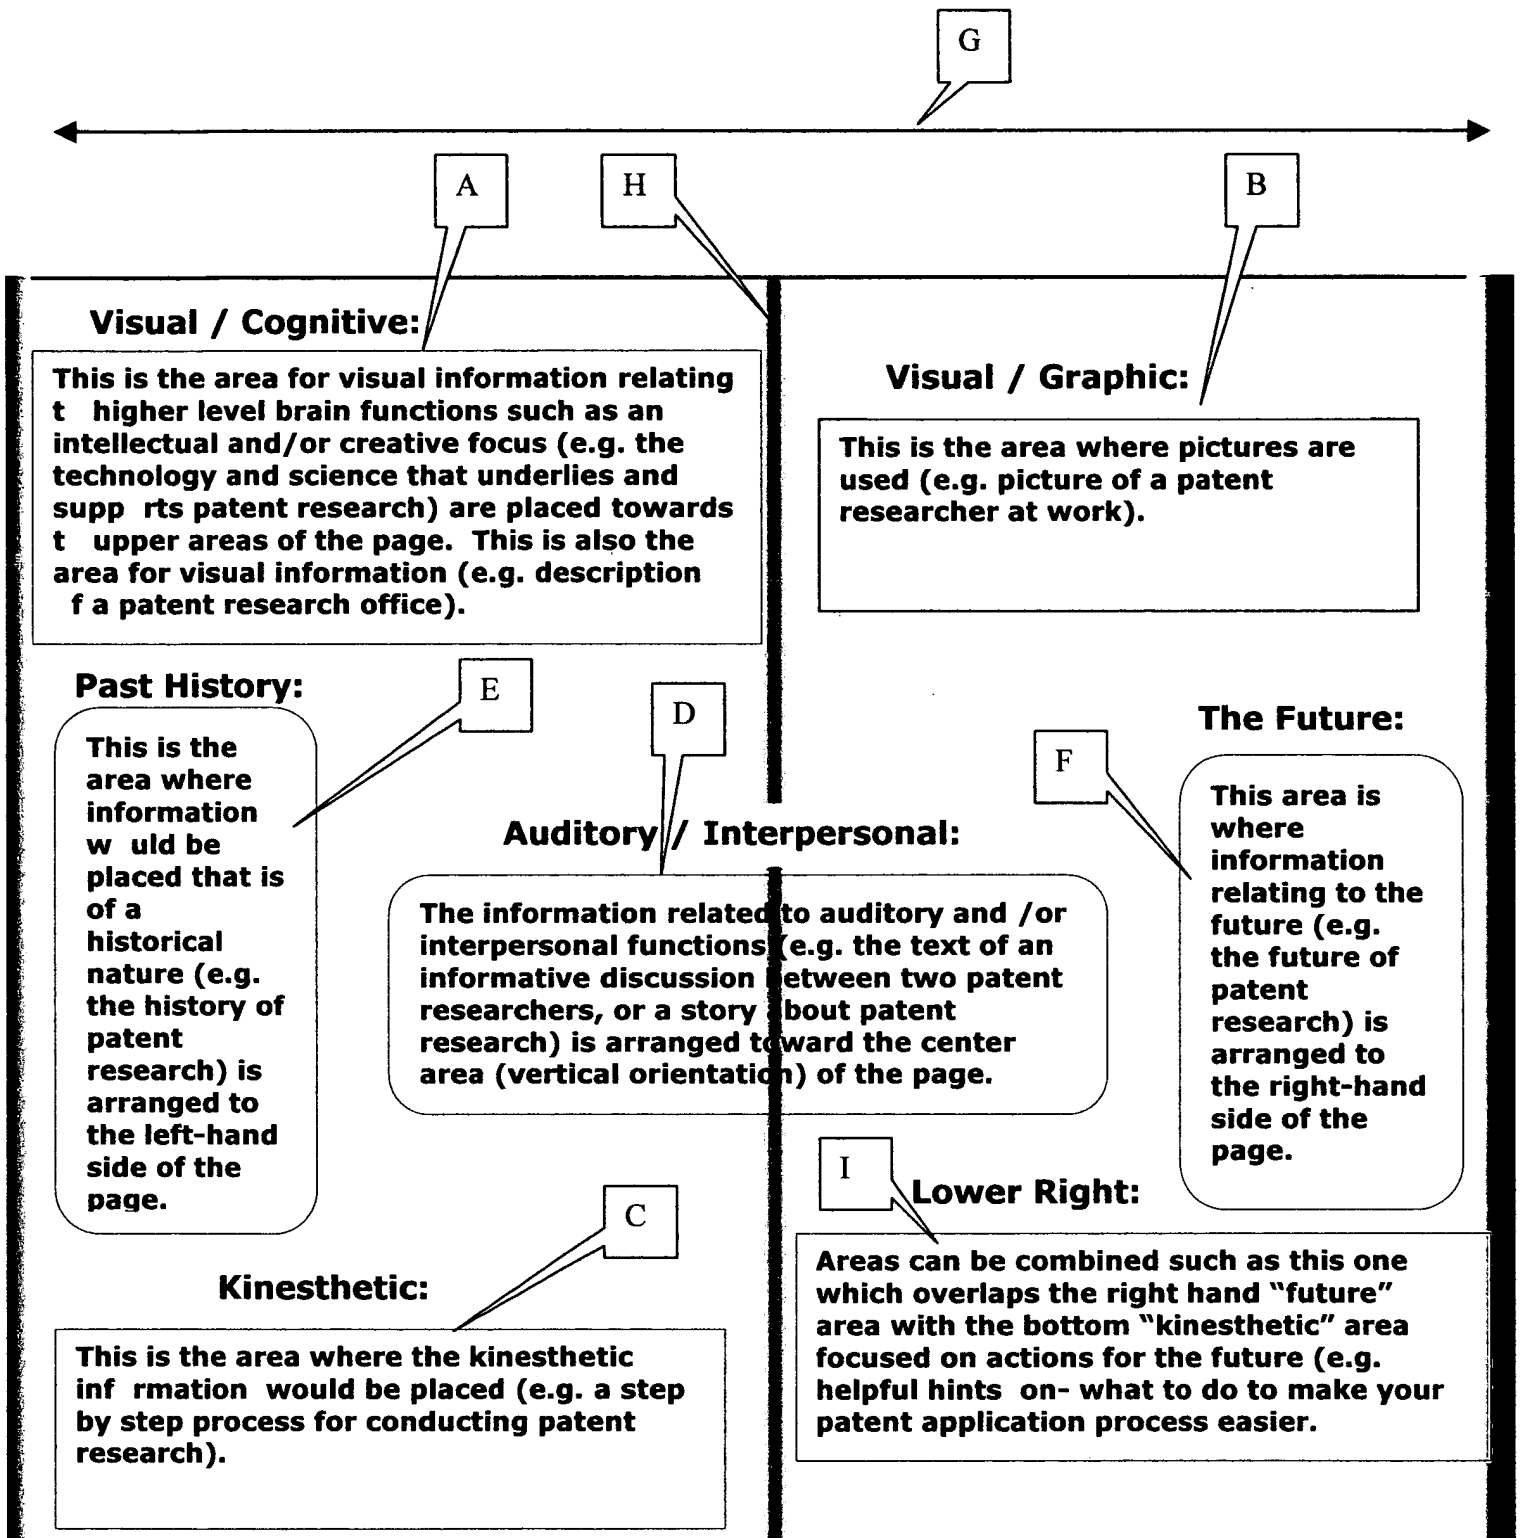 G
A
H
B
Visual / Cognitive:
This is the area for visual information relating
t higher level brain functions such as an
intellectual and/or creative focus (e.g. the
technology and science that underlies and
supp rts patent research) are placed towards
t upper areas of the page. This is also the
area for visual information (e.g. description
f a patent research office).
Visual / Graphic:
This is the area where pictures are
used (e.g. picture of a patent
researcher at work).
Past History:
E
This is the
area where
information
w uld be
placed that is
of a
historical
nature (e.g.
the history of
patent
research) is
arranged to
the left-hand
side of the
page.
D
Auditory / Interpersonal:
The information related to auditory and /or
interpersonal functions (e.g. the text of an
informative discussion between two patent
researchers, or a story about patent
research) is arranged toward the center
area (vertical orientation) of the page.
The Future:
F
This area is
where
information
relating to the
future (e.g.
the future of
patent
research) is
arranged to
the right-hand
side of the
page.
C
Kinesthetic:
This is the area where the kinesthetic
inf rmation would be placed (e.g. a step
by step process for conducting patent
research).
I
Lower Right:
Areas can be combined such as this one
which overlaps the right hand “future”
area with the bottom “kinesthetic” area
focused on actions for the future (e.g.
helpful hints on- what to do to make your
patent application process easier.